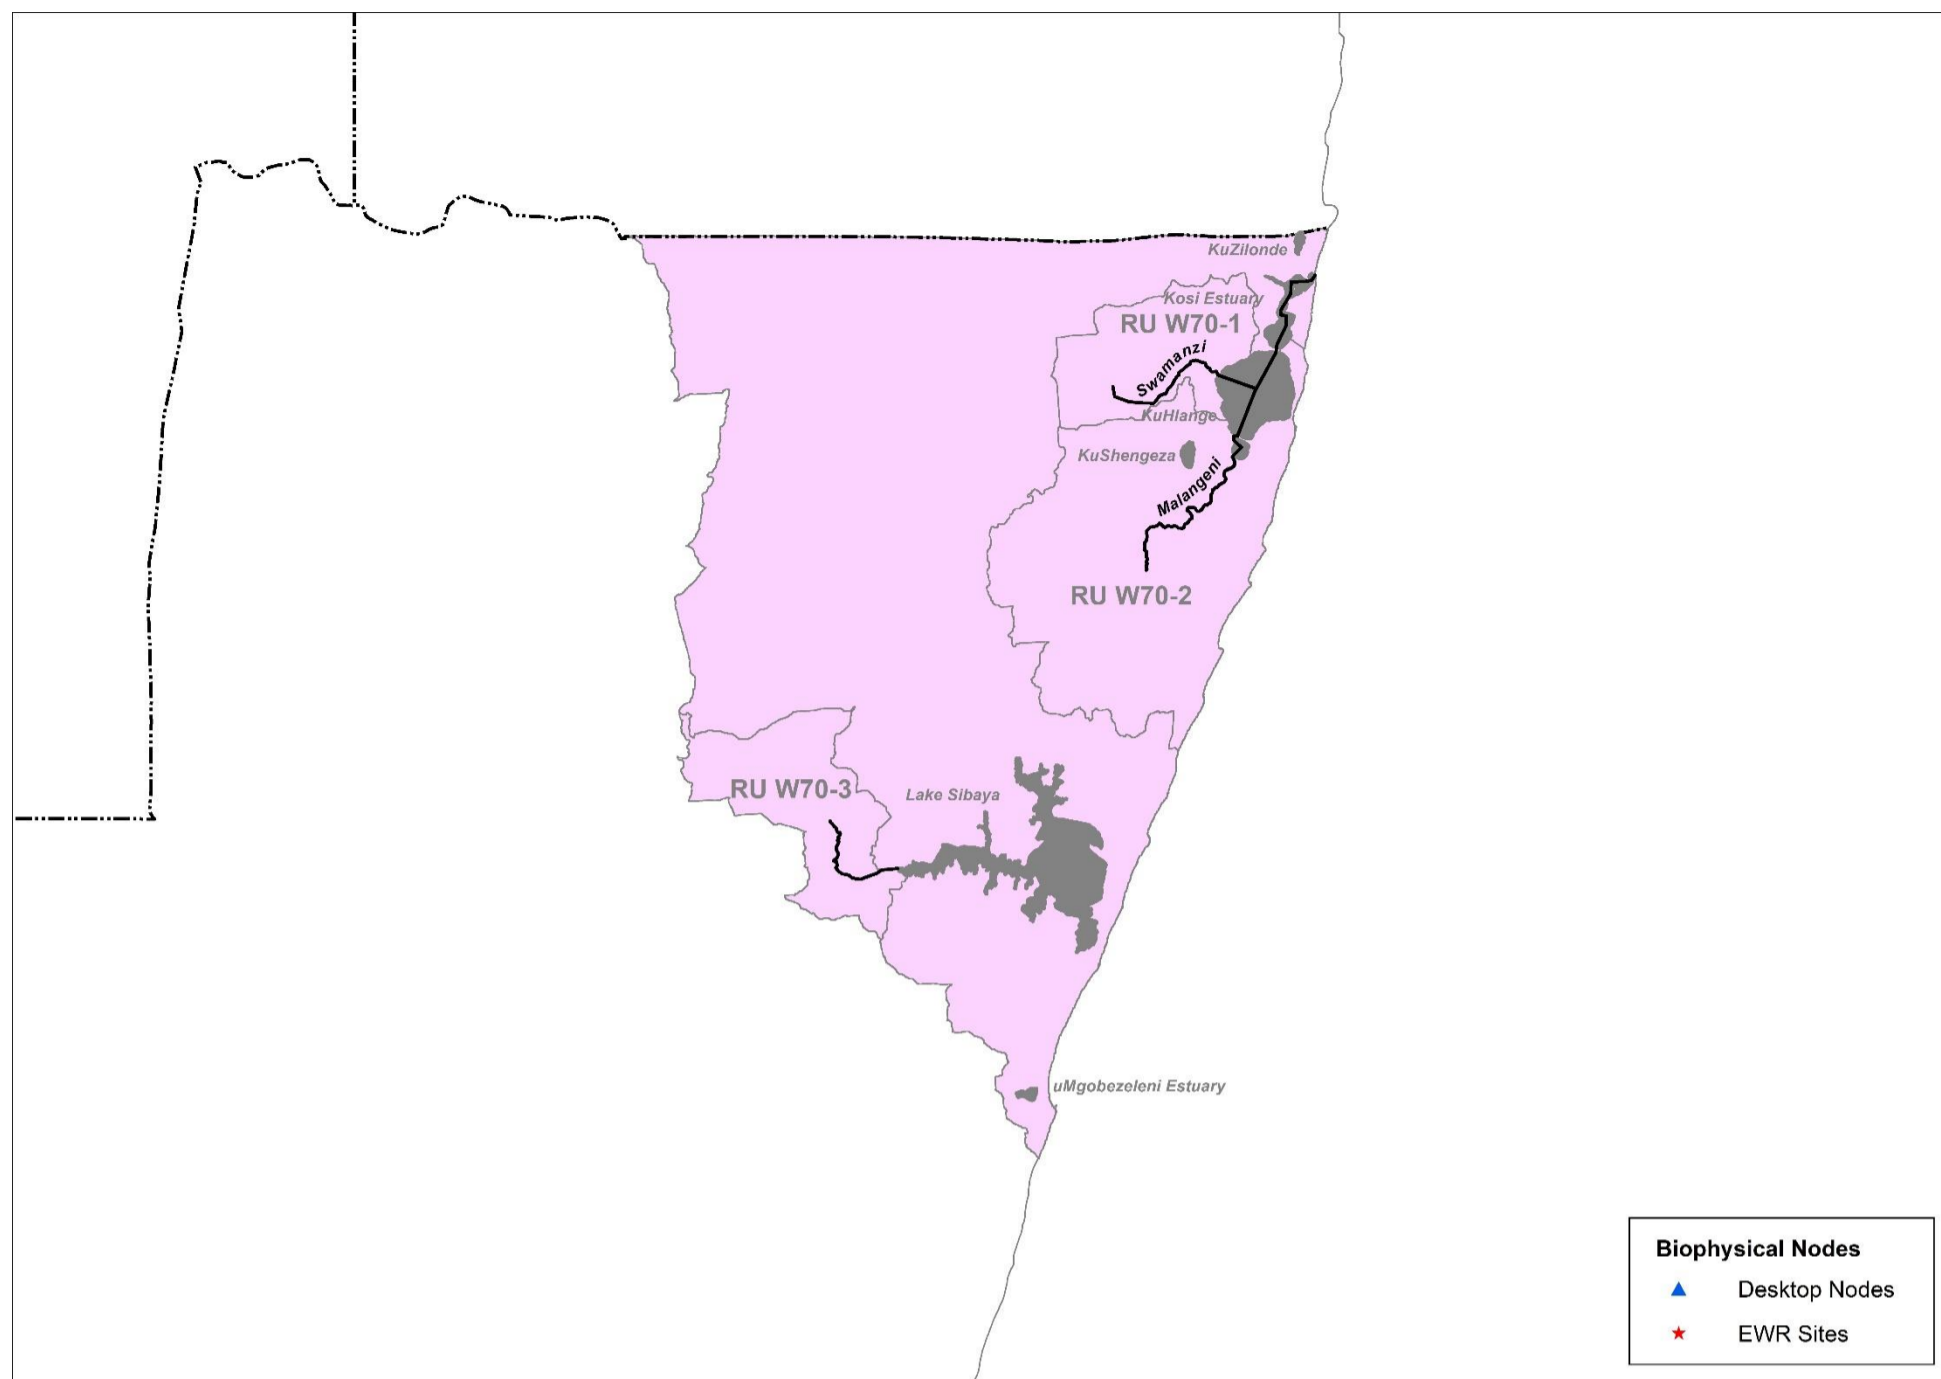 KuZilonde
Kosi Estuary
RU W70-1
Swamanzi
KuHlange
KuShengeza
Malangeni
RU W70-2
RU W70-3
Lake Sibaya
uMgobezeleni Estuary
Biophysical Nodes
Desktop Nodes
EWR Sites